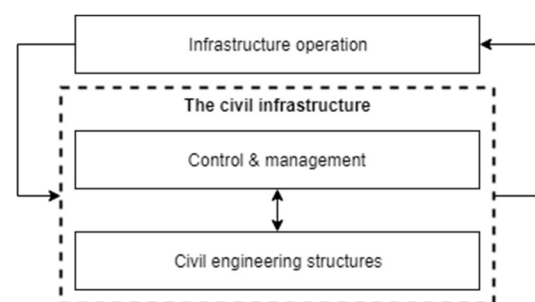 Infrastructure operation
The civil infrastructure
Control & management
Civil engineering structures